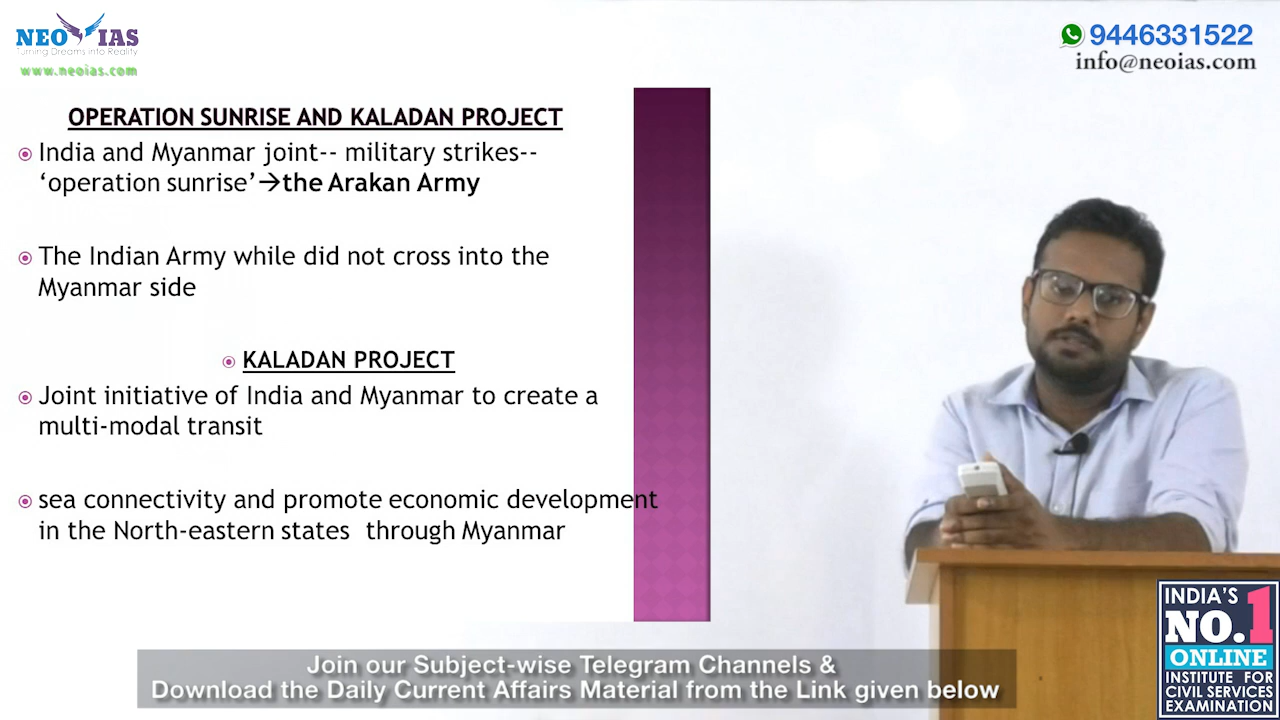 NEO IAS
Turning Dreams into Reality
www.neoias.com
9446331522
info@neoias.com
OPERATION SUNRISE AND KALADAN PROJECT
India and Myanmar joint-- military strikes--
‘operation sunrise’→the Arakan Army
The Indian Army while did not cross into the
Myanmar side
KALADAN PROJECT
Joint initiative of India and Myanmar to create a
multi-modal transit
sea connectivity and promote economic development
in the North-eastern states through Myanmar
Join our Subject-wise Telegram Channels &
Download the Daily Current Affairs Material from the Link given below
INDIA'S
NO.1
ONLINE
INSTITUTE FOR
CIVIL SERVICES
EXAMINATION